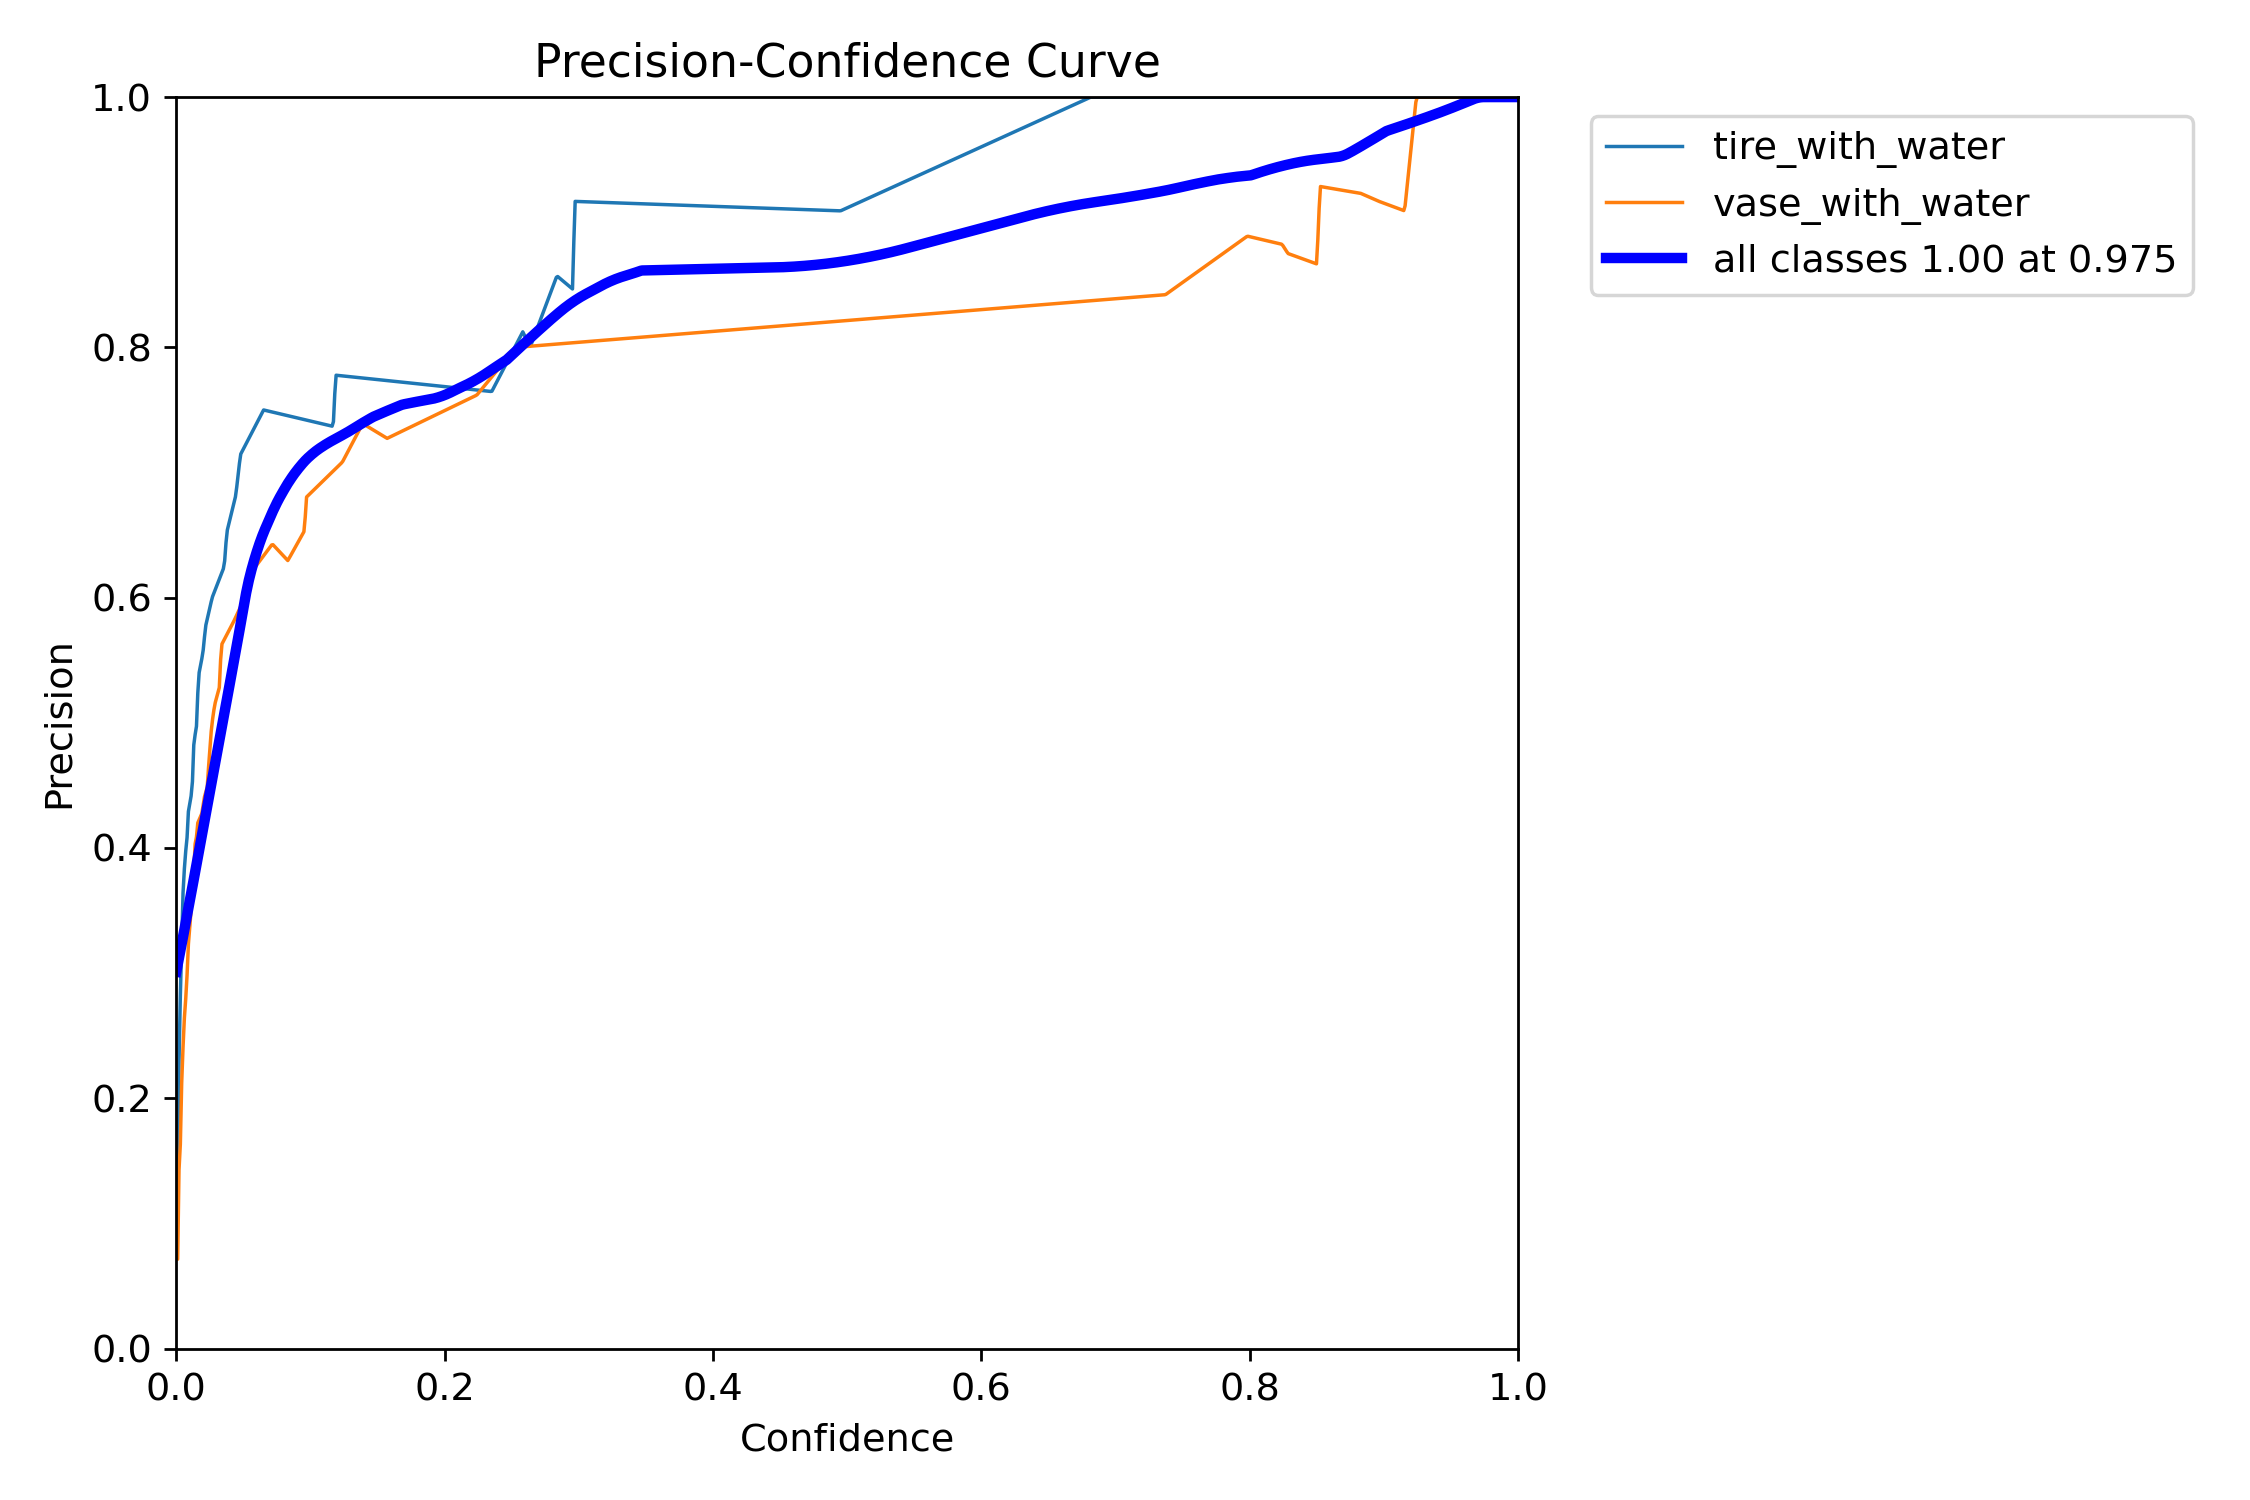 Precision-Confidence Curve
1.0
0.8
0.6
0.4
0.2
0.0
Precision
0.0 0.2 0.4 0.6 0.8 1.0
Confidence
tire_with_water
vase_with_water
all classes 1.00 at 0.975